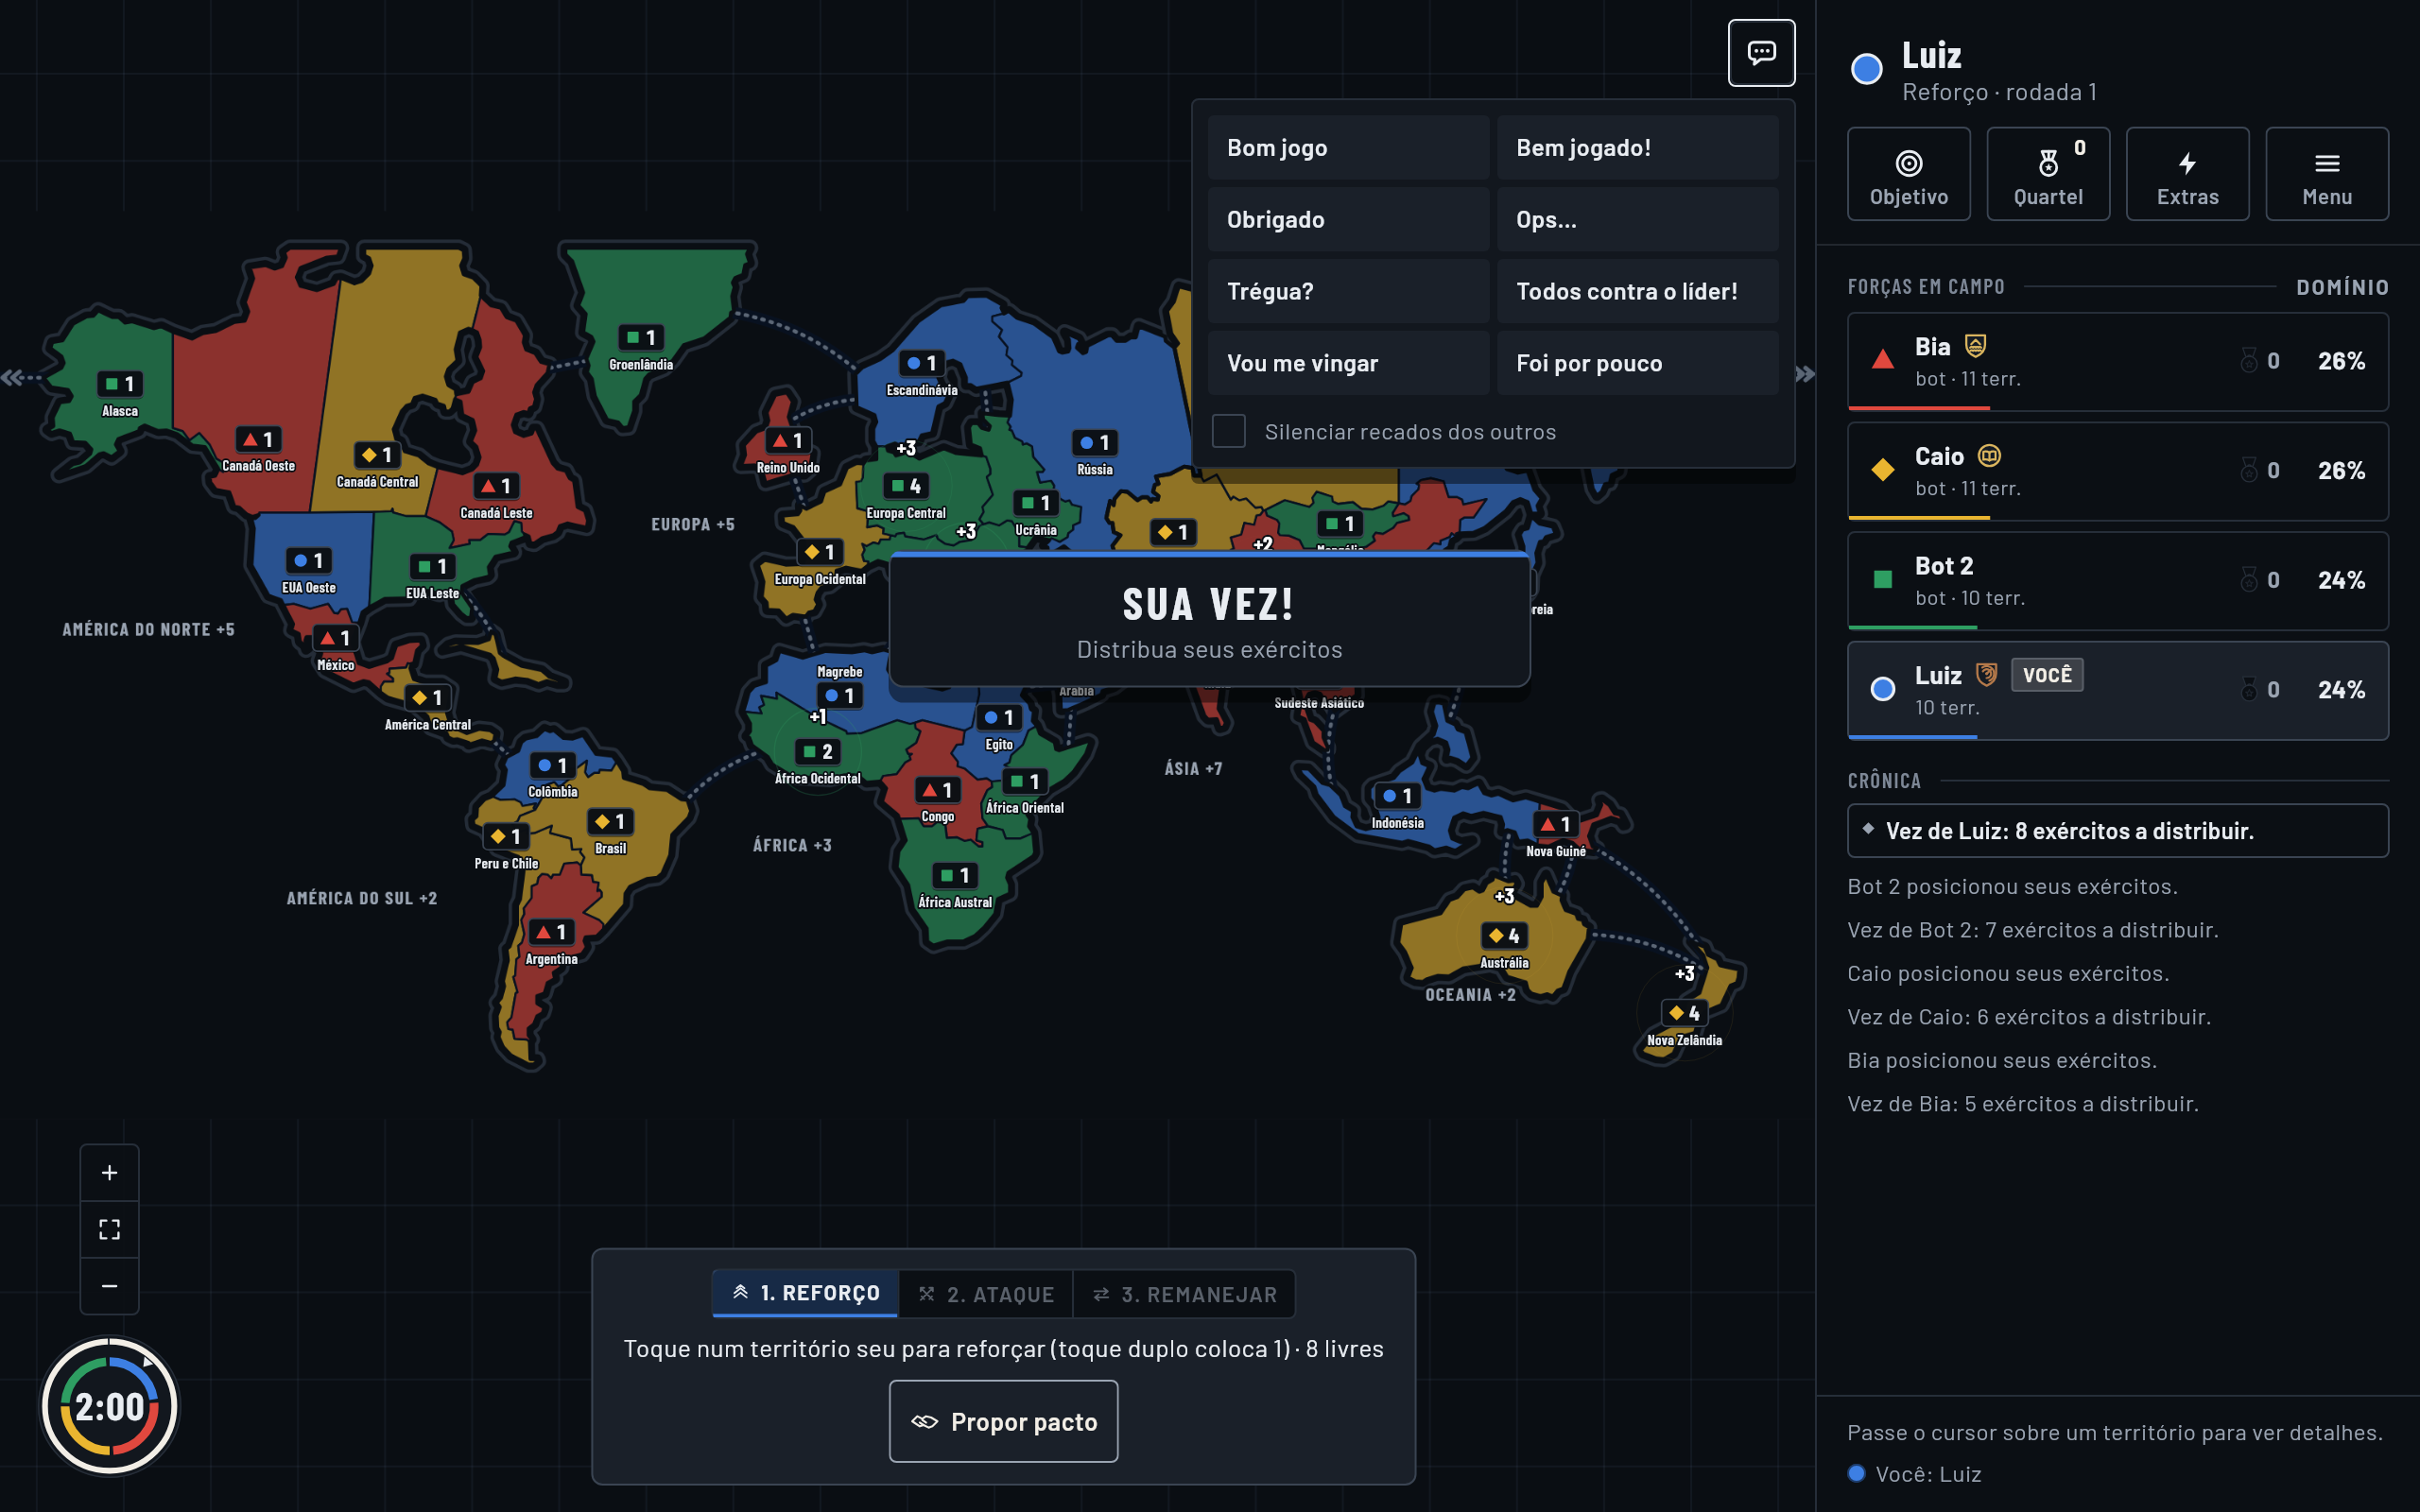 Bom jogo
Bem jogado!
Obrigado
Ops...
Trégua?
Todos contra o líder!
Vou me vingar
Foi por pouco
Silenciar recados dos outros
1
Alasca
1
Canadá Oeste
1
Canadá Central
1
Canadá Leste
1
Groenlândia
1
EUA Oeste
1
EUA Leste
1
México
1
América Central
AMÉRICA DO NORTE +5
1
Colômbia
1
Peru e Chile
1
Brasil
1
Argentina
AMÉRICA DO SUL +2
EUROPA +5
1
Escandinávia
1
Reino Unido
+3
4
Europa Central
1
Ucrânia
1
Rússia
1
Europa Ocidental
+3
1
+2
1
SUA VEZ!
Distribua seus exércitos
Magrebe
1
+1
2
África Ocidental
1
Egito
1
África Oriental
1
Congo
1
África Austral
ÁFRICA +3
Arábia
Sudeste Asiático
ÁSIA +7
1
Indonésia
1
Nova Guiné
+3
4
Austrália
OCEANIA +2
+3
4
Nova Zelândia
2:00
1. REFORÇO
2. ATAQUE
3. REMANEJAR
Toque num território seu para reforçar (toque duplo coloca 1) · 8 livres
Propor pacto
Luiz
Reforço · rodada 1
Objetivo
0
Quartel
Extras
Menu
FORÇAS EM CAMPO
DOMÍNIO
Bia
bot · 11 terr.
0
26%
Caio
bot · 11 terr.
0
26%
Bot 2
bot · 10 terr.
0
24%
Luiz
VOCÊ
10 terr.
0
24%
CRÔNICA
Vez de Luiz: 8 exércitos a distribuir.
Bot 2 posicionou seus exércitos.
Vez de Bot 2: 7 exércitos a distribuir.
Caio posicionou seus exércitos.
Vez de Caio: 6 exércitos a distribuir.
Bia posicionou seus exércitos.
Vez de Bia: 5 exércitos a distribuir.
Passe o cursor sobre um território para ver detalhes.
Você: Luiz